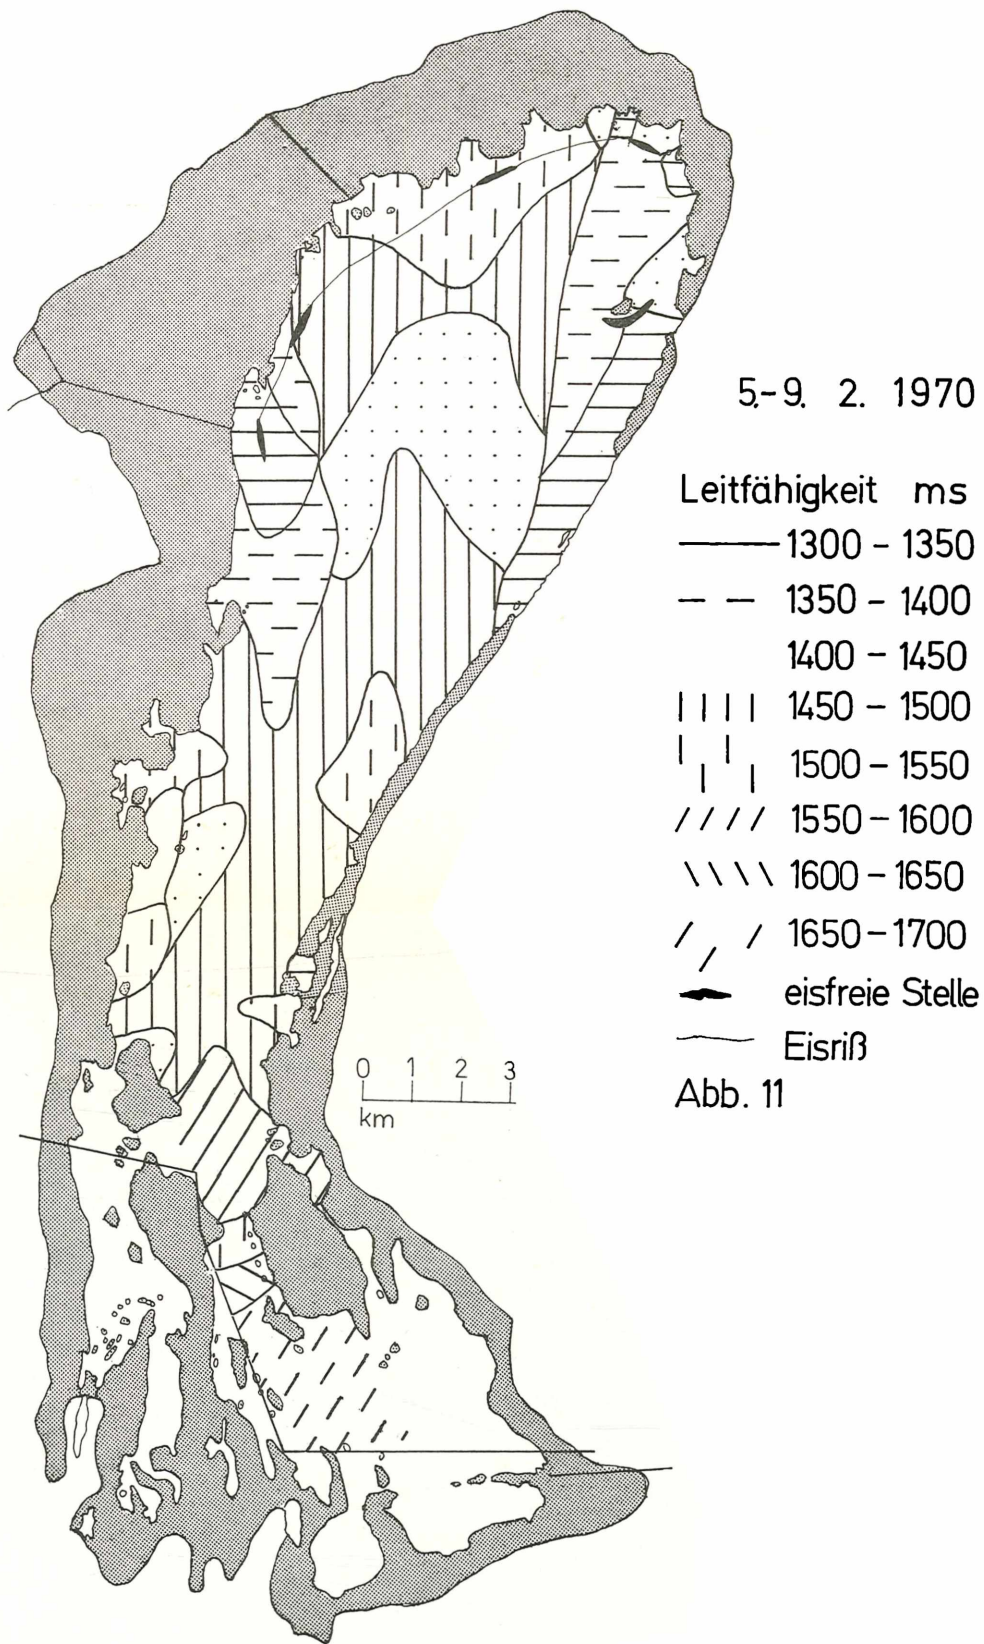 5.-9. 2. 1970
Leitfähigkeit ms
1300 - 1350
1350 - 1400
1400 - 1450
1450 - 1500
1500 - 1550
1550 - 1600
1600 - 1650
1650 - 1700
eisfreie Stelle
Eisriß
0 1 2 3
km
Abb. 11